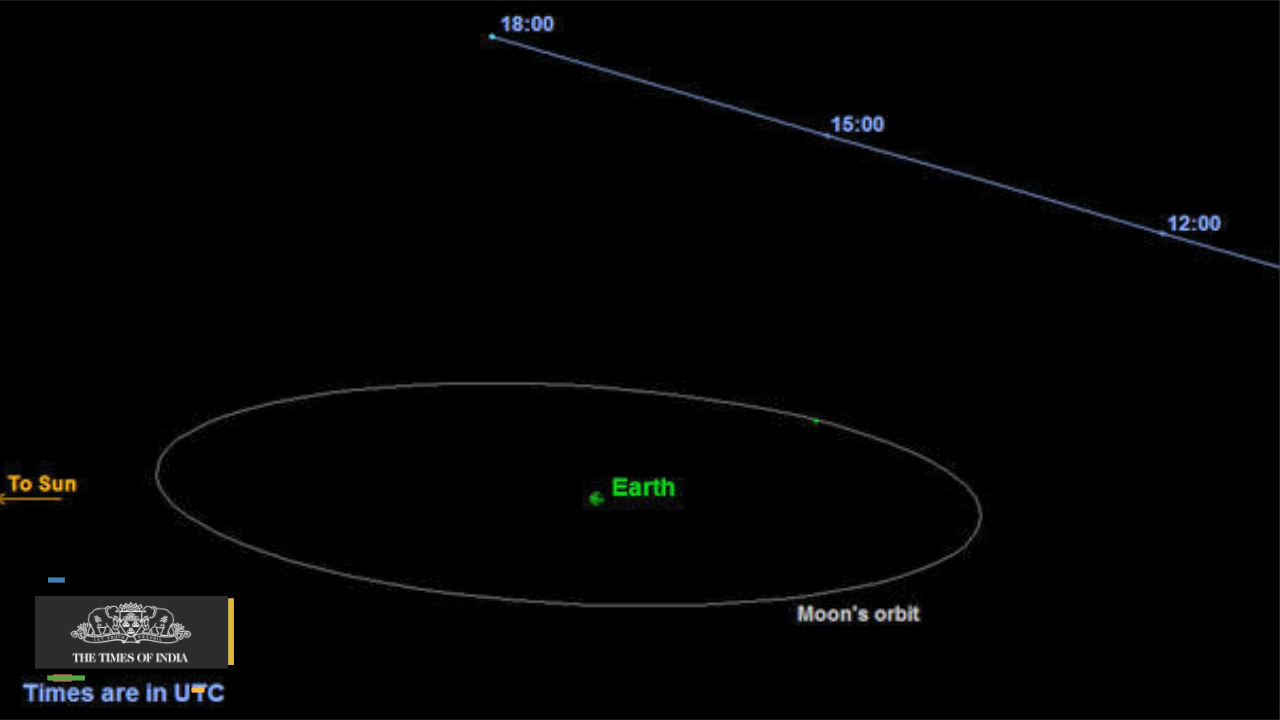 18:00
15:00
12:00
To Sun
Earth
Moon's orbit
THE TIMES OF INDIA
Times are in UTC